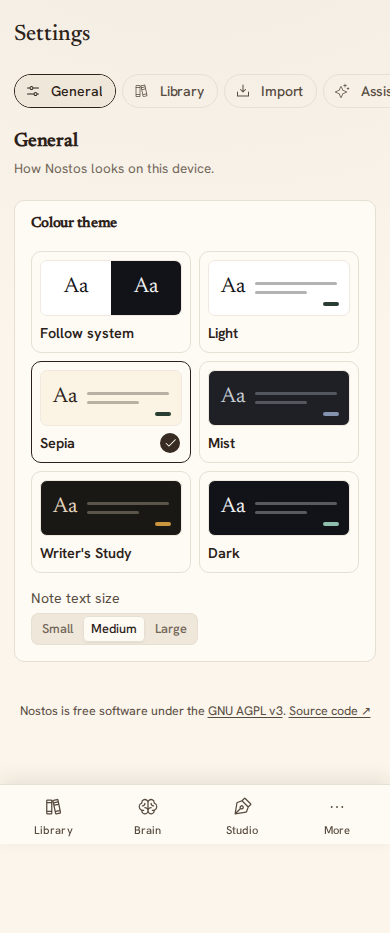 Settings
General Library Import
General
How Nostos looks on this device.
Colour theme
Aa Aa Aa
Follow system Light
Aa Aa
Sepia Mist
Aa Aa
Writer's Study Dark
Note text size
Small Medium Large
Nostos is free software under the GNU AGPL v3. Source code ↗
Library Brain Studio More